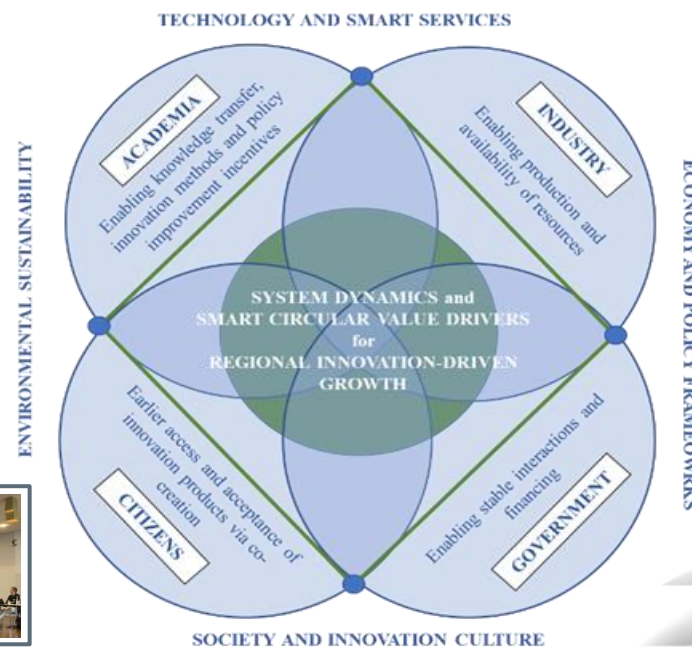 TECHNOLOGY AND SMART SERVICES
ACADEMIA
Enabling knowledge transfer,
innovation methods and policy
improvement incentives
INDUSTRY
Enabling production and
availability of resources
ENVIRONMENTAL SUSTAINABILITY
ECONOMY AND POLICY FRAMEWORKS
SYSTEM DYNAMICS and
SMART CIRCULAR VALUE DRIVERS
for
REGIONAL INNOVATION-DRIVEN
GROWTH
Earlier access and acceptance of
innovation products via co-
creation
CITIZENS
Enabling stable interactions and
financing
GOVERNMENT
SOCIETY AND INNOVATION CULTURE